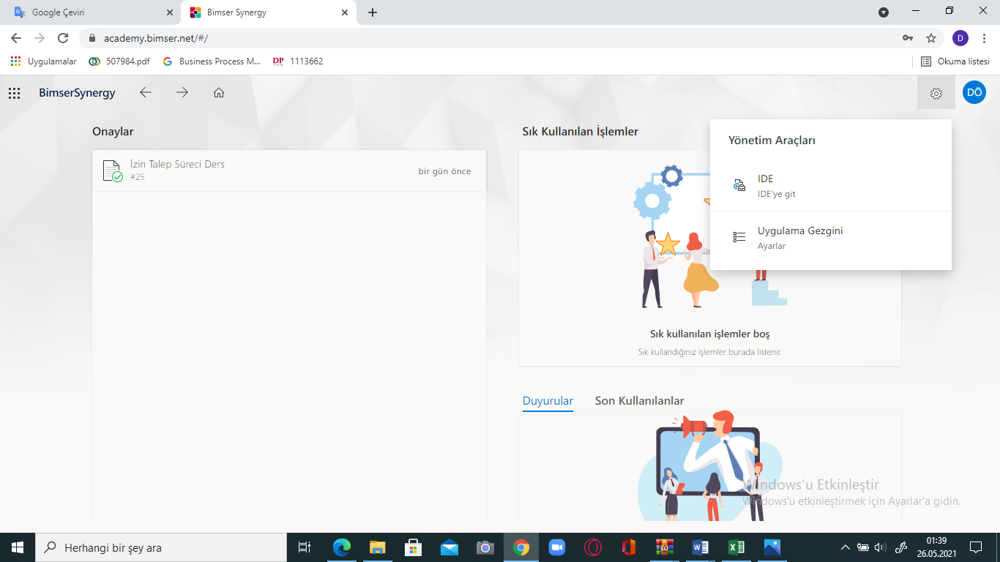 Google Çeviri
Bimser Synergy
academy.bimser.net/#/
D
Uygulamalar
507984.pdf
Business Process M...
DP 1113662
Okuma listesi
BimserSynergy
DÖ
Onaylar
İzin Talep Süreci Ders
#25
bir gün önce
Sık Kullanılan İşlemler
Yönetim Araçları
IDE
IDE'ye git
Uygulama Gezgini
Ayarlar
Sık kullanılan işlemler boş
Sık kullandığınız işlemler burada listenir.
Duyurular
Son Kullanılanlar
Windows'u Etkinleştir
Windows'u etkinleştirmek için Ayarlar'a gidin.
Herhangi bir şey ara
01:39
26.05.2021